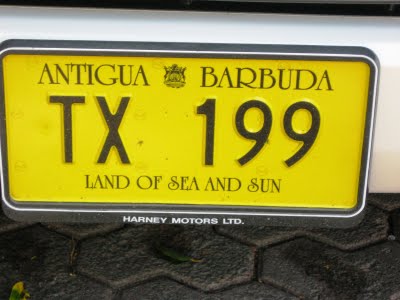 ANTIGUA BARBUDA
TX 199
LAND OF SEA AND SUN
HARNEY MOTORS LTD.